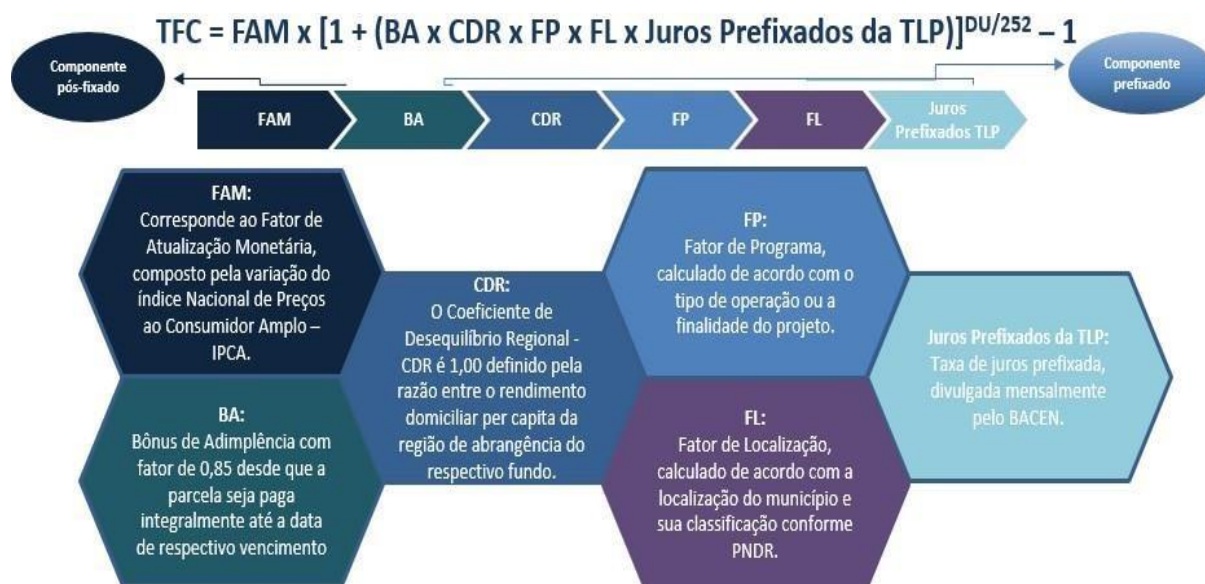 TFC = FAM x [1 + (BA x CDR x FP x FL x Juros Prefixados da TLP)]^DU/252 – 1
Componente
pós-fixado
Componente
prefixado
FAM
BA
CDR
FP
FL
Juros
Prefixados TLP
FAM:
Corresponde ao Fator de
Atualização Monetária,
composto pela variação do
índice Nacional de Preços
ao Consumidor Amplo –
IPCA.
BA:
Bônus de Adimplência com
fator de 0,85 desde que a
parcela seja paga
integralmente até a data
de respectivo vencimento
CDR:
O Coeficiente de
Desequilíbrio Regional -
CDR é 1,00 definido pela
razão entre o rendimento
domiciliar per capita da
região de abrangência do
respectivo fundo.
FP:
Fator de Programa,
calculado de acordo com o
tipo de operação ou a
finalidade do projeto.
FL:
Fator de Localização,
calculado de acordo com a
localização do município e
sua classificação conforme
PNDR.
Juros Prefixados da TLP:
Taxa de juros prefixada,
divulgada mensalmente
pelo BACEN.